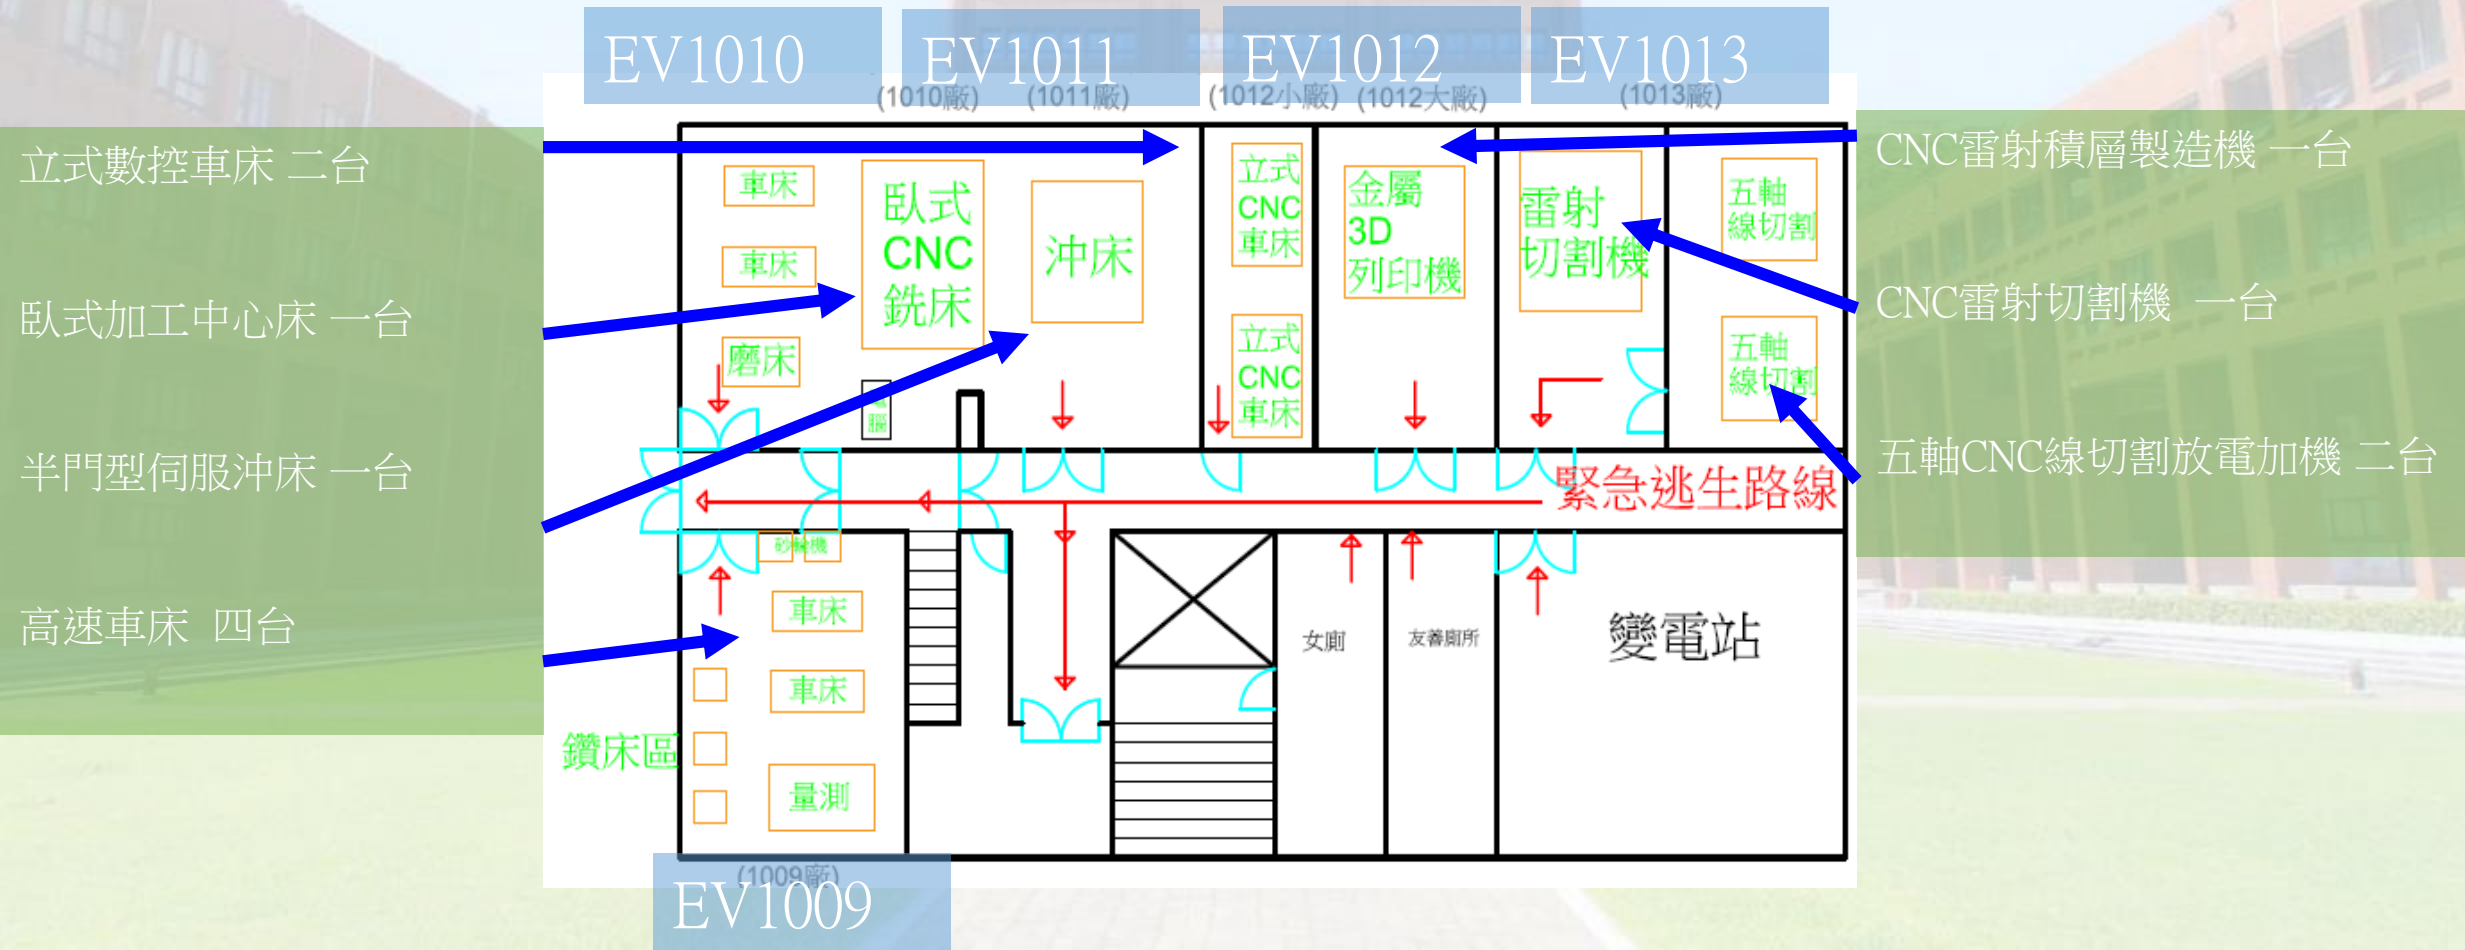 EV1010
EV1011
EV1012
EV1013
(1010廠)
(1011廠)
(1012小廠)
(1012大廠)
(1013廠)
立式數控車床 二台
臥式加工中心床 一台
半門型伺服沖床 一台
高速車床 四台
車床
車床
磨床
臥式
CNC
銑床
沖床
立式
CNC
車床
立式
CNC
車床
金屬
3D
列印機
雷射
切割機
五軸
線切割
五軸
線切割
CNC雷射積層製造機 一台
CNC雷射切割機 一台
五軸CNC線切割放電加機 二台
緊急逃生路線
砂輪機
車床
車床
量測
鑽床區
女廁
友善廁所
變電站
(1009廠)
EV1009